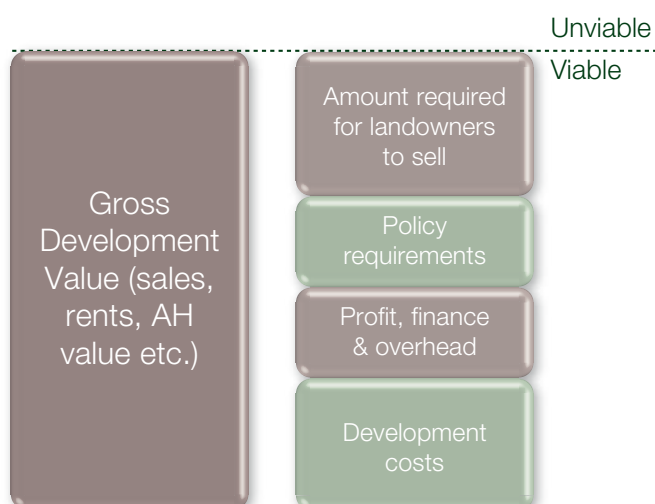 Unviable
Viable
Gross
Development
Value (sales,
rents, AH
value etc.)
Amount required
for landowners
to sell
Policy
requirements
Profit, finance
& overhead
Development
costs